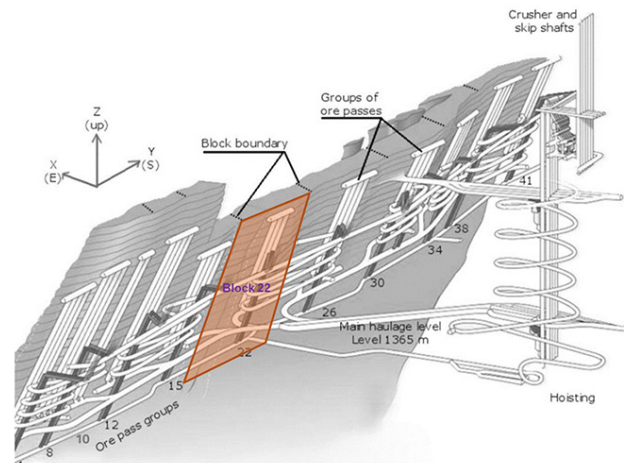 Crusher and
skip shafts
Groups of
ore passes
Block boundary
Z
(up)
Y
(S)
X
(E)
41
38
34
30
26
Block 22
Main haulage level
Level 1365 m
22
15
12
10
8
Ore pass groups
Hoisting